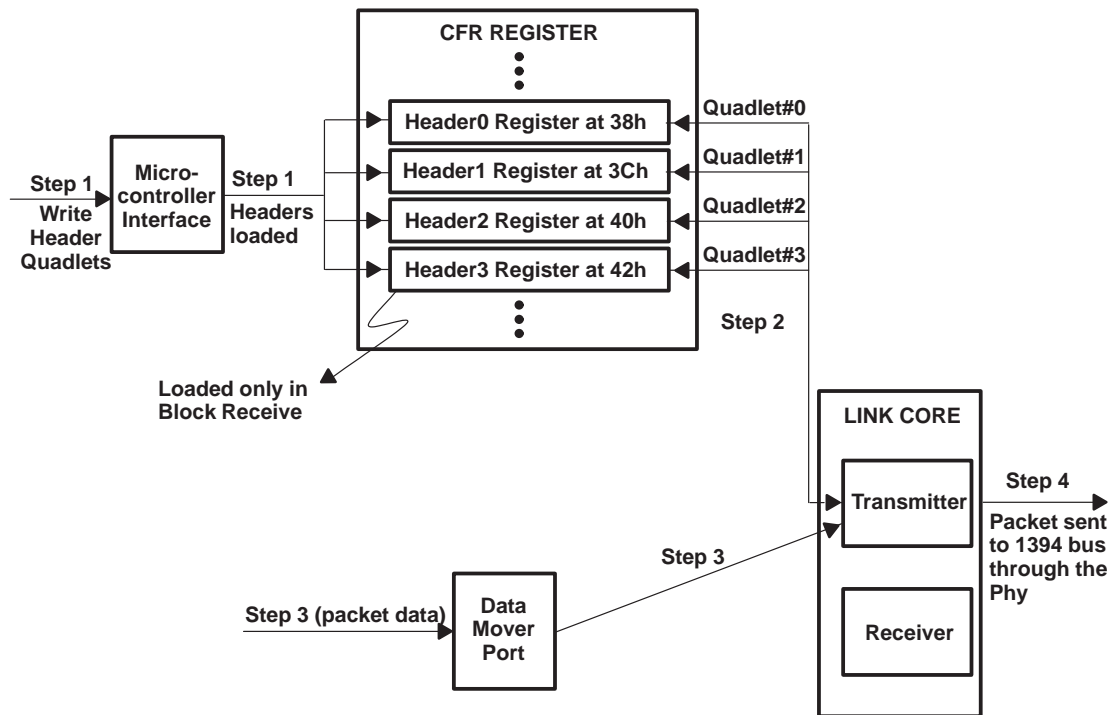 CFR REGISTER
Header0 Register at 38h
Header1 Register at 3Ch
Header2 Register at 40h
Header3 Register at 42h
Quadlet#0
Quadlet#1
Quadlet#2
Quadlet#3
Step 1
Write
Header
Quadlets
Micro-
controller
Interface
Step 1
Headers
loaded
Step 2
Loaded only in
Block Receive
LINK CORE
Transmitter
Receiver
Step 4
Packet sent
to 1394 bus
through the
Phy
Step 3
Step 3 (packet data)
Data
Mover
Port